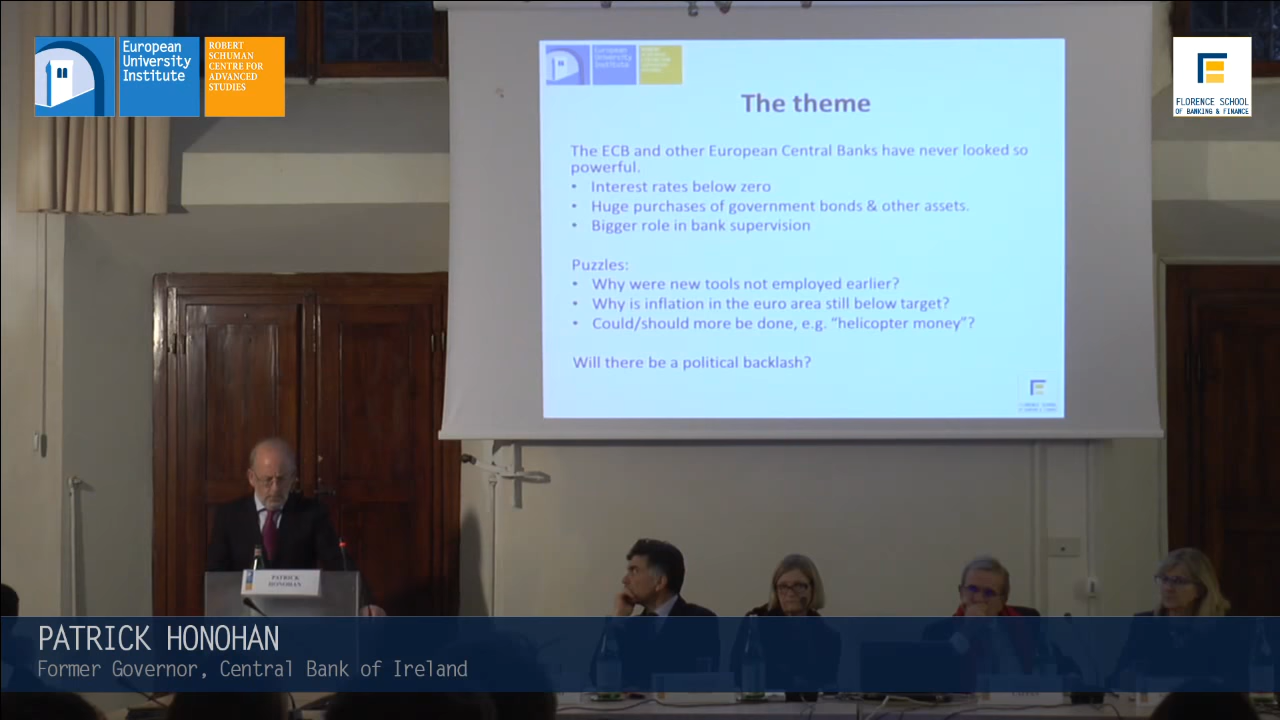 European
University
Institute
ROBERT
SCHUMAN
CENTRE FOR
ADVANCED
STUDIES
FLORENCE SCHOOL
OF BANKING & FINANCE
European
University
Institute
The theme
The ECB and other European Central Banks have never looked so
powerful.
• Interest rates below zero
• Huge purchases of government bonds & other assets.
• Bigger role in bank supervision
Puzzles:
• Why were new tools not employed earlier?
• Why is inflation in the euro area still below target?
• Could/should more be done, e.g. “helicopter money”?
Will there be a political backlash?
PATRICK
HONOHAN
PATRICK HONOHAN
Former Governor, Central Bank of Ireland